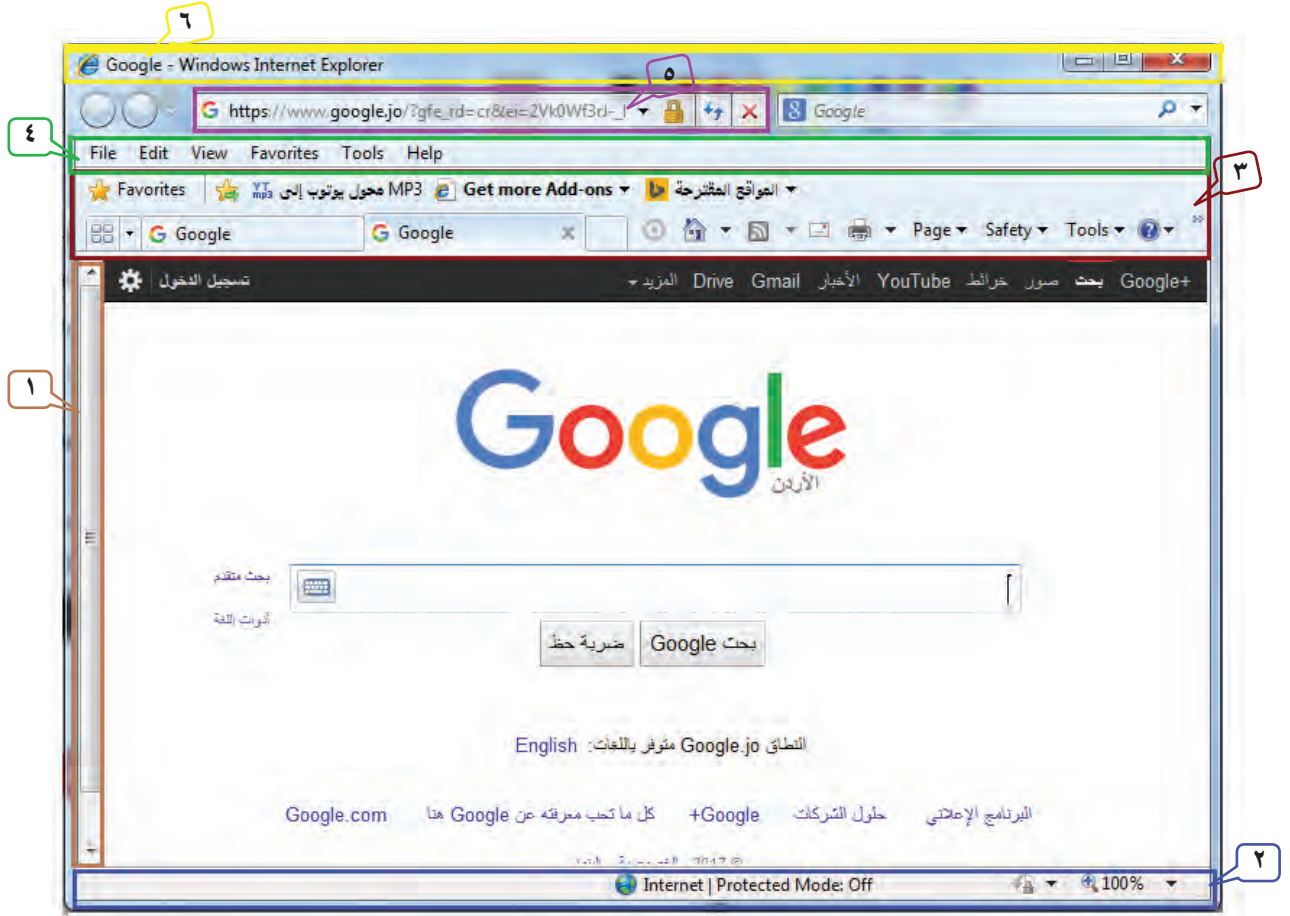 ٦
Google - Windows Internet Explorer
٥
https://www.google.jo/?gfe_rd=cr&ei=2Vk0Wf3rI-_I
Google
٤
File Edit View Favorites Tools Help
٣
Favorites محول يوتوب إلى MP3 Get more Add-ons المواقع المقترحة
Google Google Page Safety Tools
Google+ بحث صور خرائط YouTube الأخبار Gmail Drive المزيد تسجيل الدخول
١
Google
الأردن
بحث متقدم
أدوات اللغة
بحث Google ضربة حظ
النطاق Google.jo متوفر باللغات: English
البرنامج الإعلاني حلول الشركات Google+ كل ما تحب معرفته عن Google هنا Google.com
© 2017
٢
Internet | Protected Mode: Off 100%